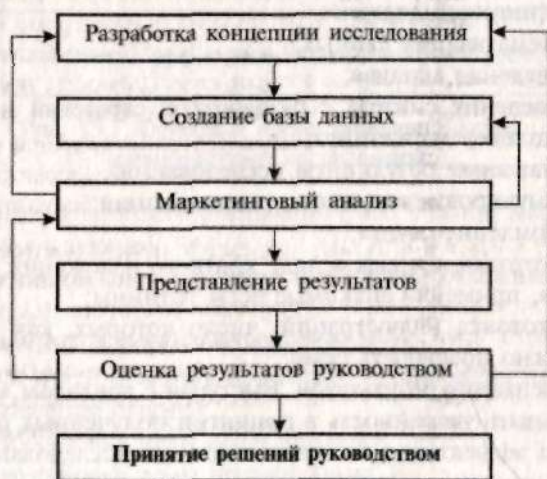 Разработка концепции исследования
Создание базы данных
Маркетинговый анализ
Представление результатов
Оценка результатов руководством
Принятие решений руководством